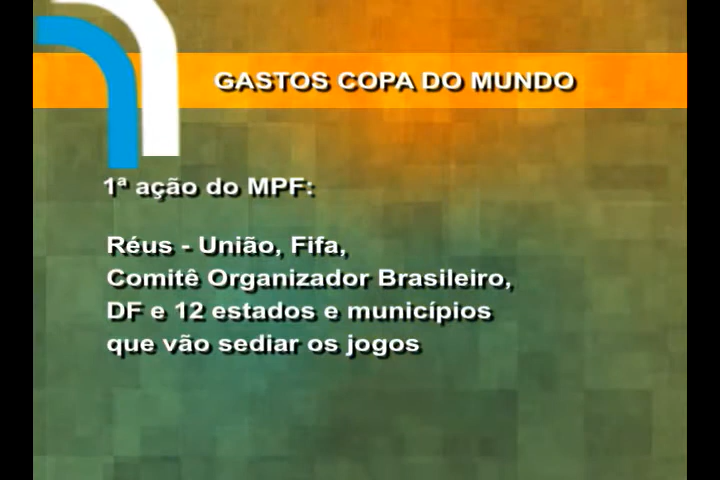 GASTOS COPA DO MUNDO
1ª ação do MPF:
Réus - União, Fifa,
Comitê Organizador Brasileiro,
DF e 12 estados e municípios
que vão sediar os jogos